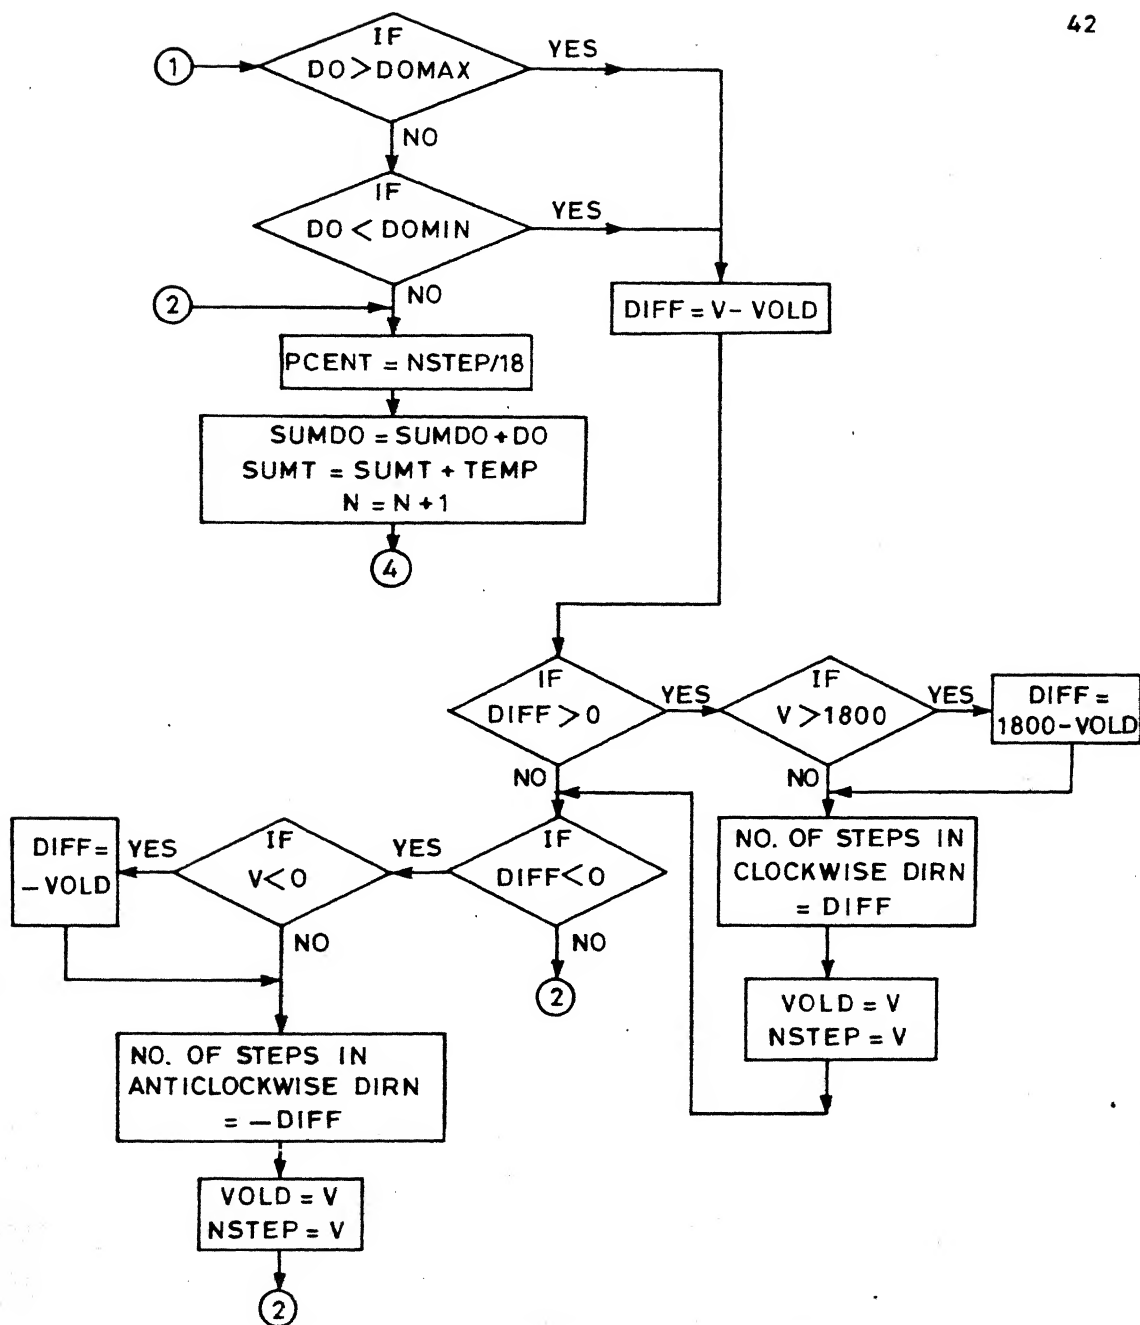 42
IF
DO > DOMAX
YES
1
NO
IF
DO < DOMIN
YES
NO
2
DIFF = V - VOLD
PCENT = NSTEP/18
SUMDO = SUMDO + DO
SUMT = SUMT + TEMP
N = N + 1
4
IF
DIFF > 0
YES
IF
V > 1800
YES
DIFF =
1800 - VOLD
NO
NO
IF
DIFF < 0
YES
IF
V < 0
YES
DIFF =
- VOLD
NO
NO
2
NO. OF STEPS IN
CLOCKWISE DIRN
= DIFF
VOLD = V
NSTEP = V
NO. OF STEPS IN
ANTICLOCKWISE DIRN
= - DIFF
VOLD = V
NSTEP = V
2